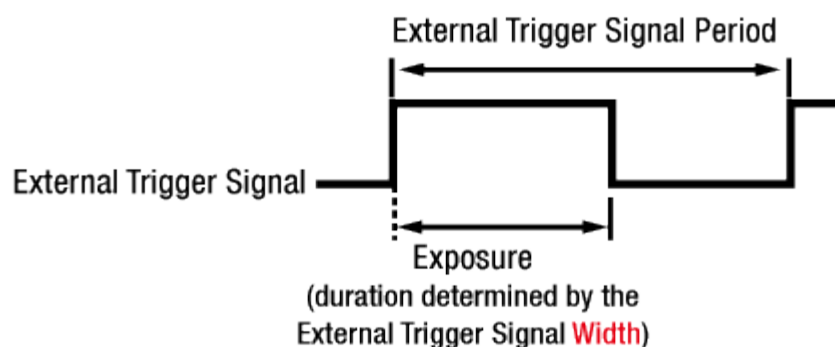 External Trigger Signal Period
External Trigger Signal
Exposure
(duration determined by the
External Trigger Signal Width)